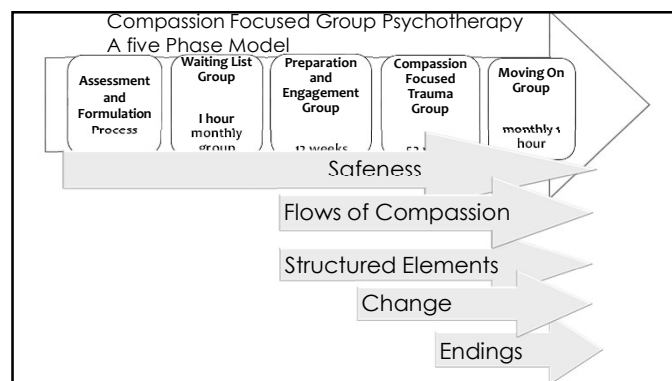 Compassion Focused Group Psychotherapy
A five Phase Model
Assessment
and
Formulation
Process
Waiting List
Group
1 hour
monthly
group
Preparation
and
Engagement
Group
12 weeks
Compassion
Focused
Trauma
Group
Moving On
Group
monthly 1
hour
Safeness
Flows of Compassion
Structured Elements
Change
Endings